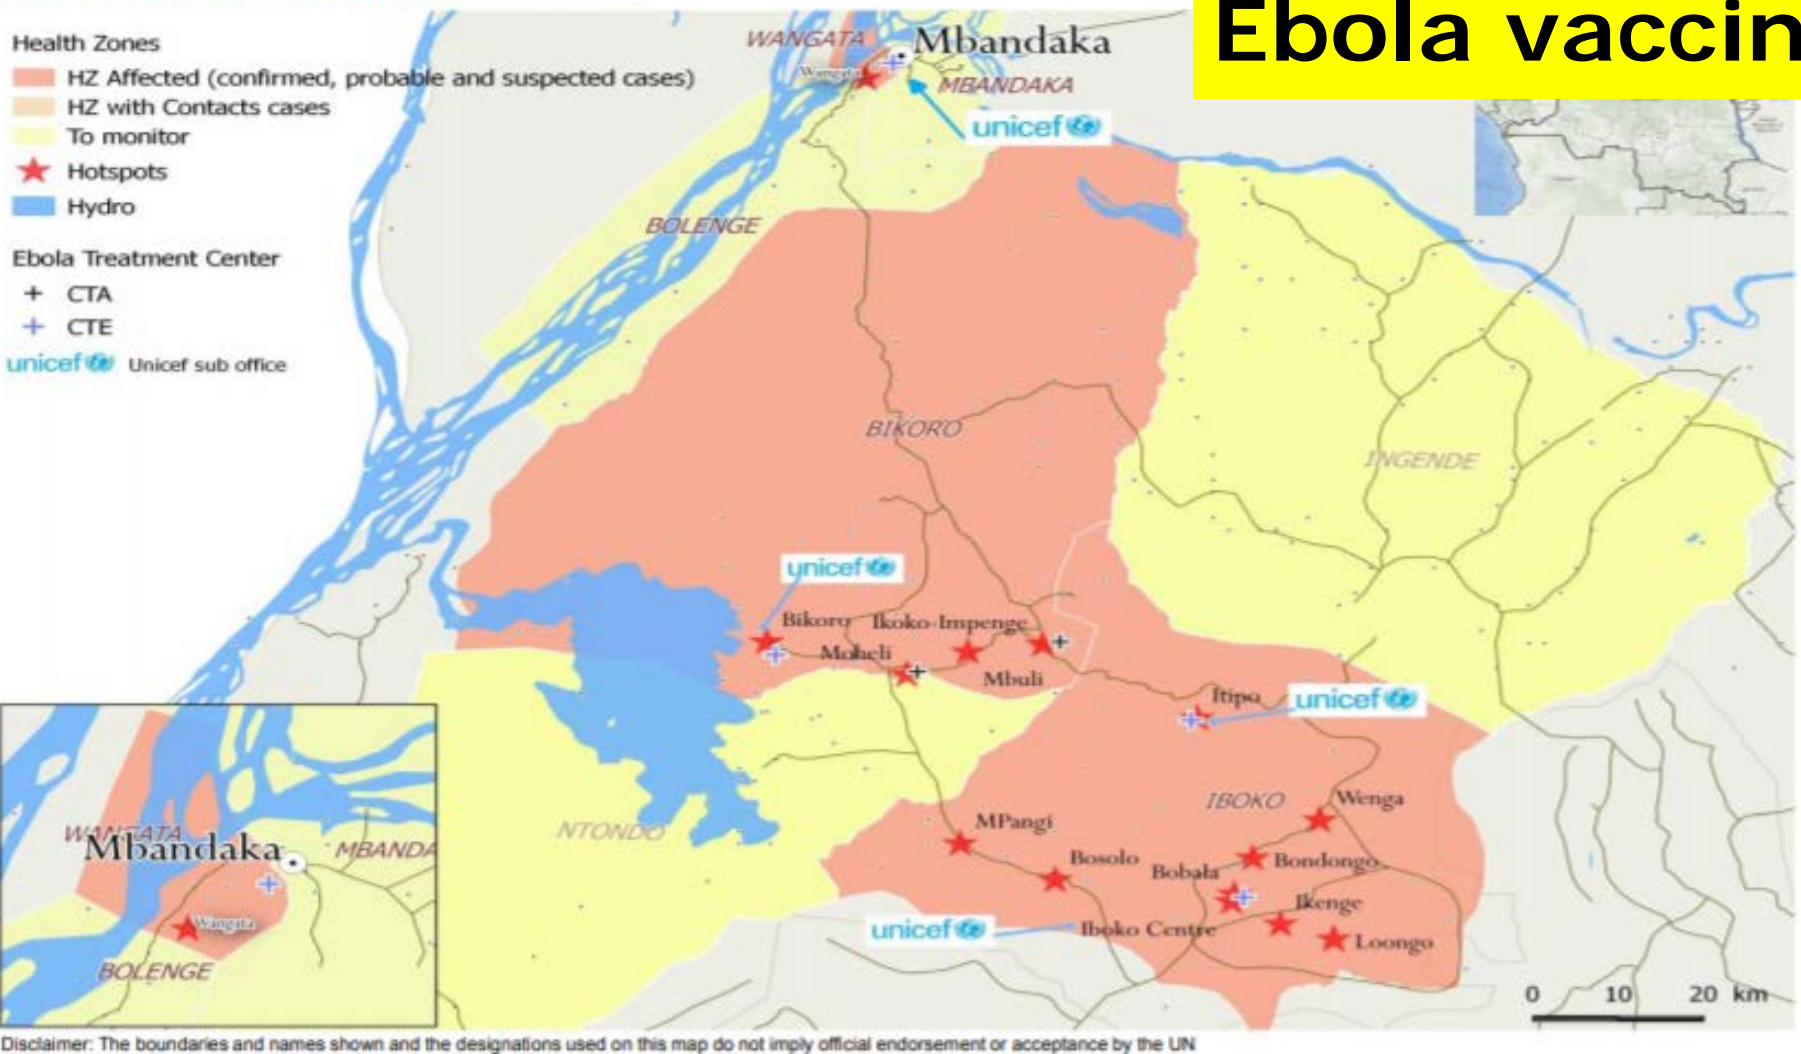 Ebola vaccin
Health Zones
HZ Affected (confirmed, probable and suspected cases)
HZ with Contacts cases
To monitor
Hotspots
Hydro
Ebola Treatment Center
CTA
CTE
unicef Unicef sub office
WANGATA
Mbandaka
Wangata
MBANDAKA
unicef
BOLENGE
BIKORO
INGENDE
unicef
Bikoro
Ikoko-Impenge
Moheli
Mbuli
Itipo
unicef
IBOKO
Wenga
NTONDO
MPangi
Bosolo
Bobala
Bondongo
Ikenge
unicef
Iboko Centre
Loongo
WANGATA
Mbandaka
MBANDA
Wangata
BOLENGE
0 10 20 km
Disclaimer: The boundaries and names shown and the designations used on this map do not imply official endorsement or acceptance by the UN